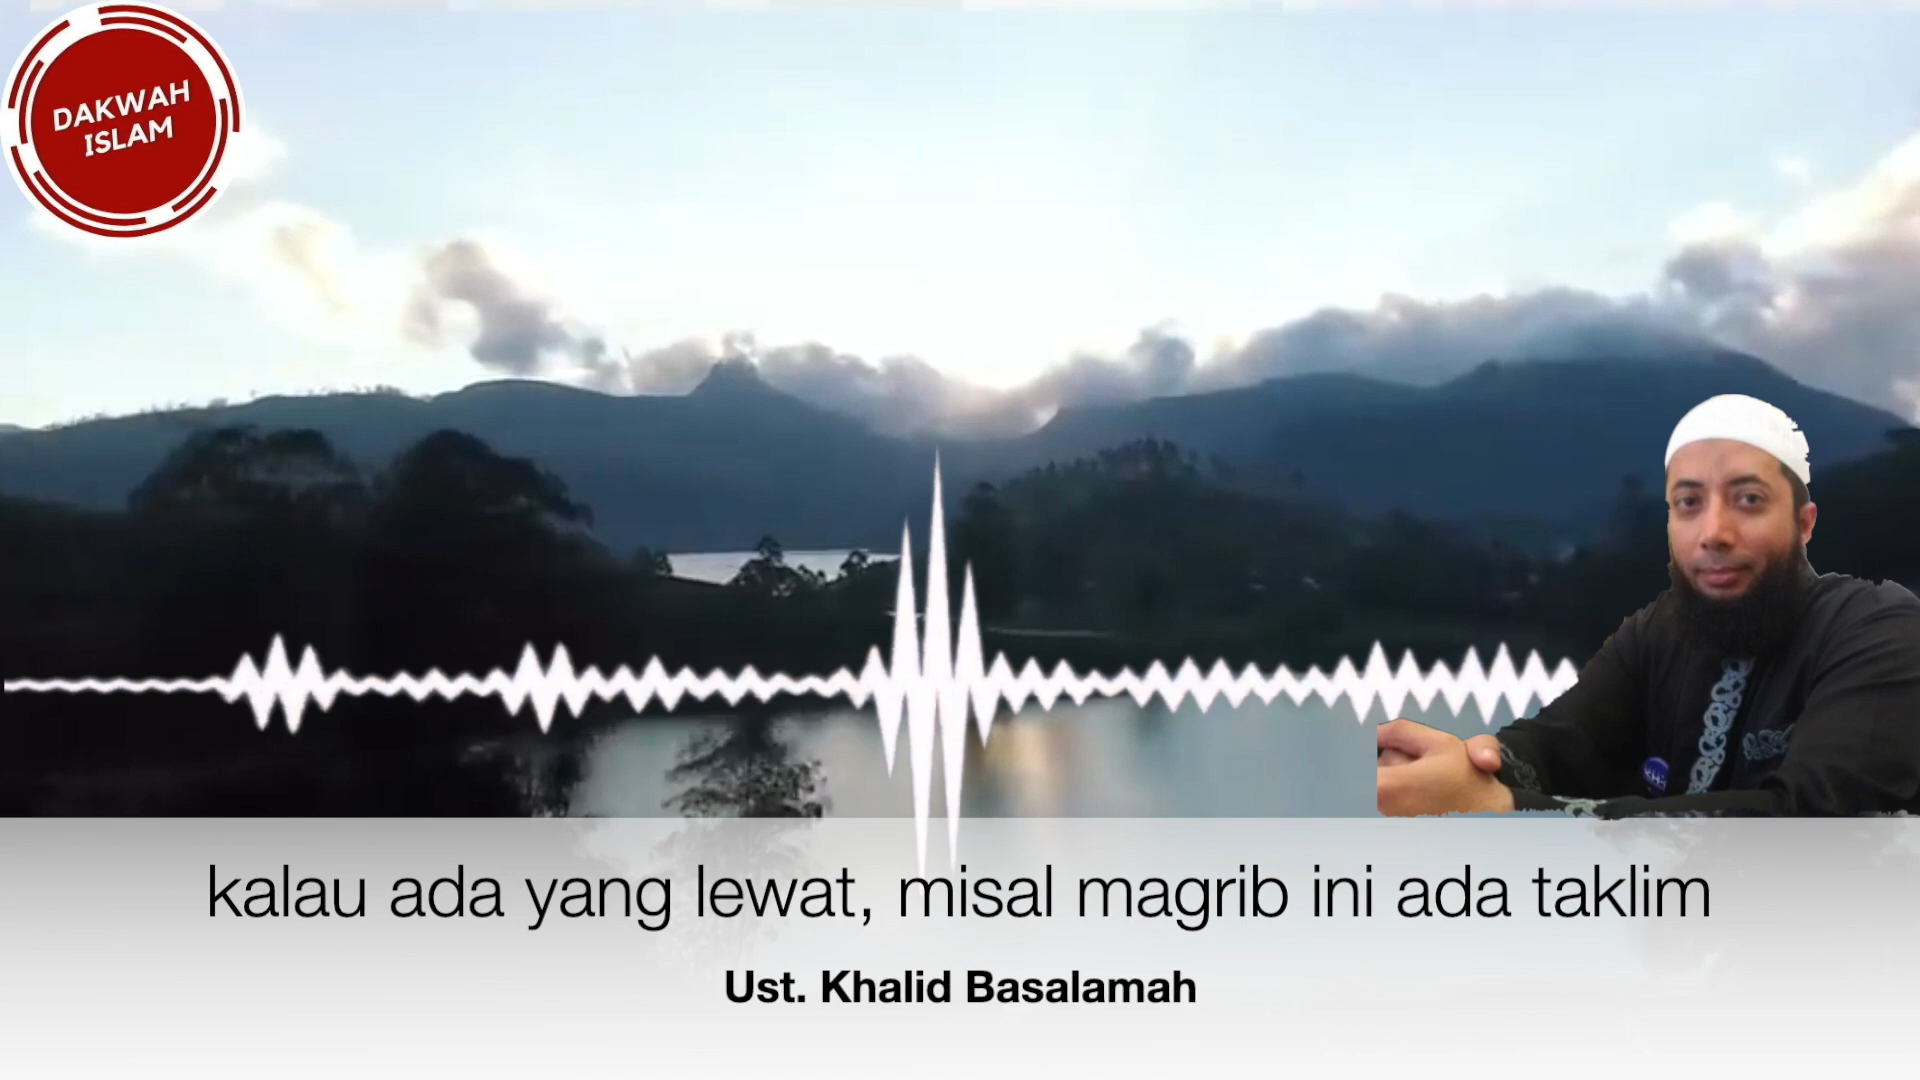 DAKWAH
ISLAM
kalau ada yang lewat, misal magrib ini ada taklim
Ust. Khalid Basalamah